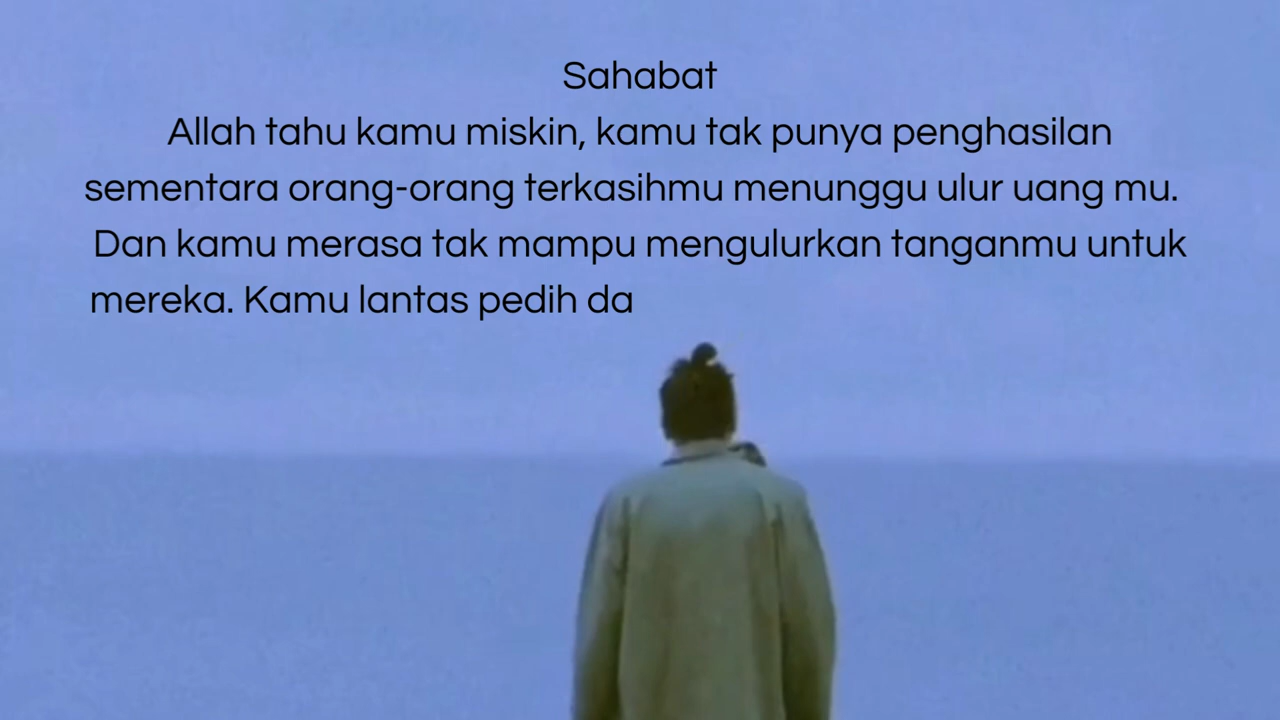 Sahabat
Allah tahu kamu miskin, kamu tak punya penghasilan
sementara orang-orang terkasihmu menunggu ulur uang mu.
Dan kamu merasa tak mampu mengulurkan tanganmu untuk
mereka. Kamu lantas pedih da